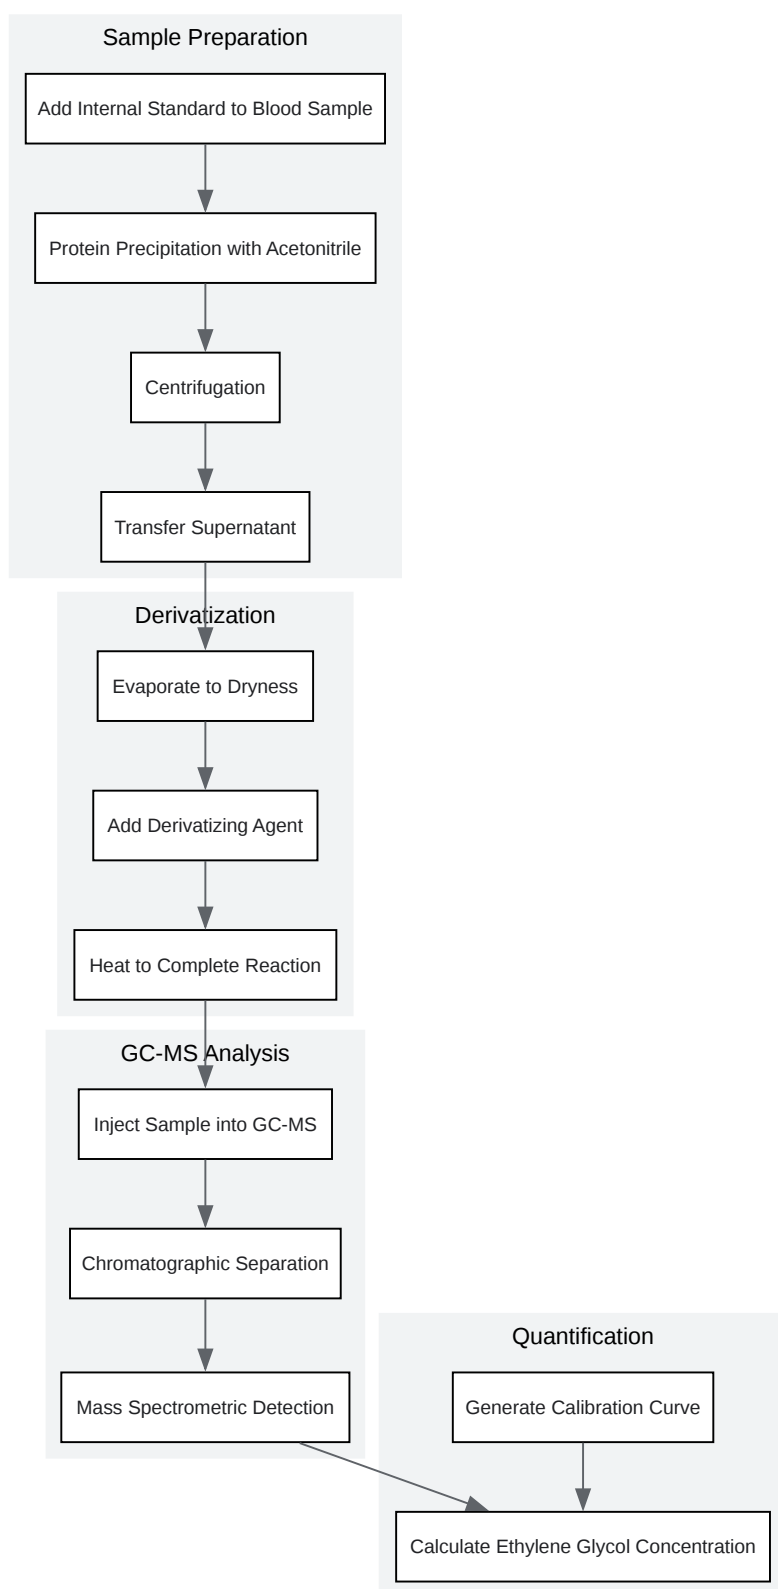 Sample Preparation
Add Internal Standard to Blood Sample
Protein Precipitation with Acetonitrile
Centrifugation
Transfer Supernatant
Derivatization
Evaporate to Dryness
Add Derivatizing Agent
Heat to Complete Reaction
GC-MS Analysis
Inject Sample into GC-MS
Chromatographic Separation
Mass Spectrometric Detection
Quantification
Generate Calibration Curve
Calculate Ethylene Glycol Concentration